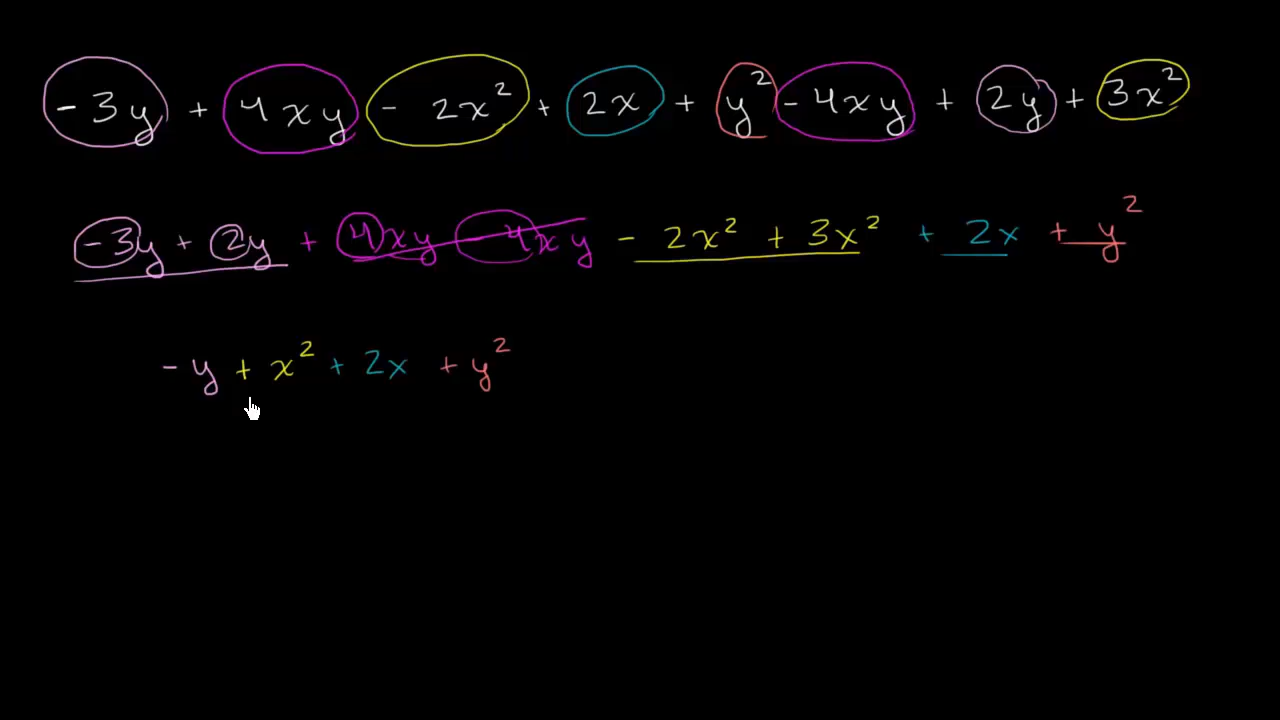 -3y + 4xy - 2x² + 2x + y² - 4xy + 2y + 3x²
-3y + 2y + 4xy - 4xy - 2x² + 3x² + 2x + y²
-y + x² + 2x + y²